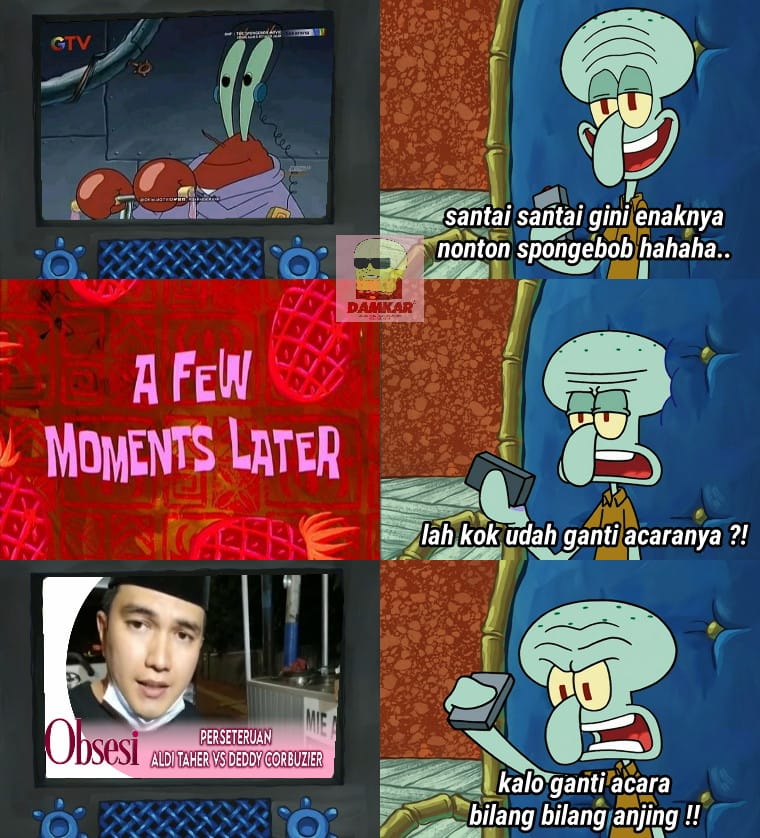 GTV
santai santai gini enaknya
nonton spongebob hahaha..
DAMKAR
A FEW
MOMENTS LATER
lah kok udah ganti acaranya ?!
MIE A
Obsesi
PERSETERUAN
ALDI TAHER VS DEDDY CORBUZIER
kalo ganti acara
bilang bilang anjing !!